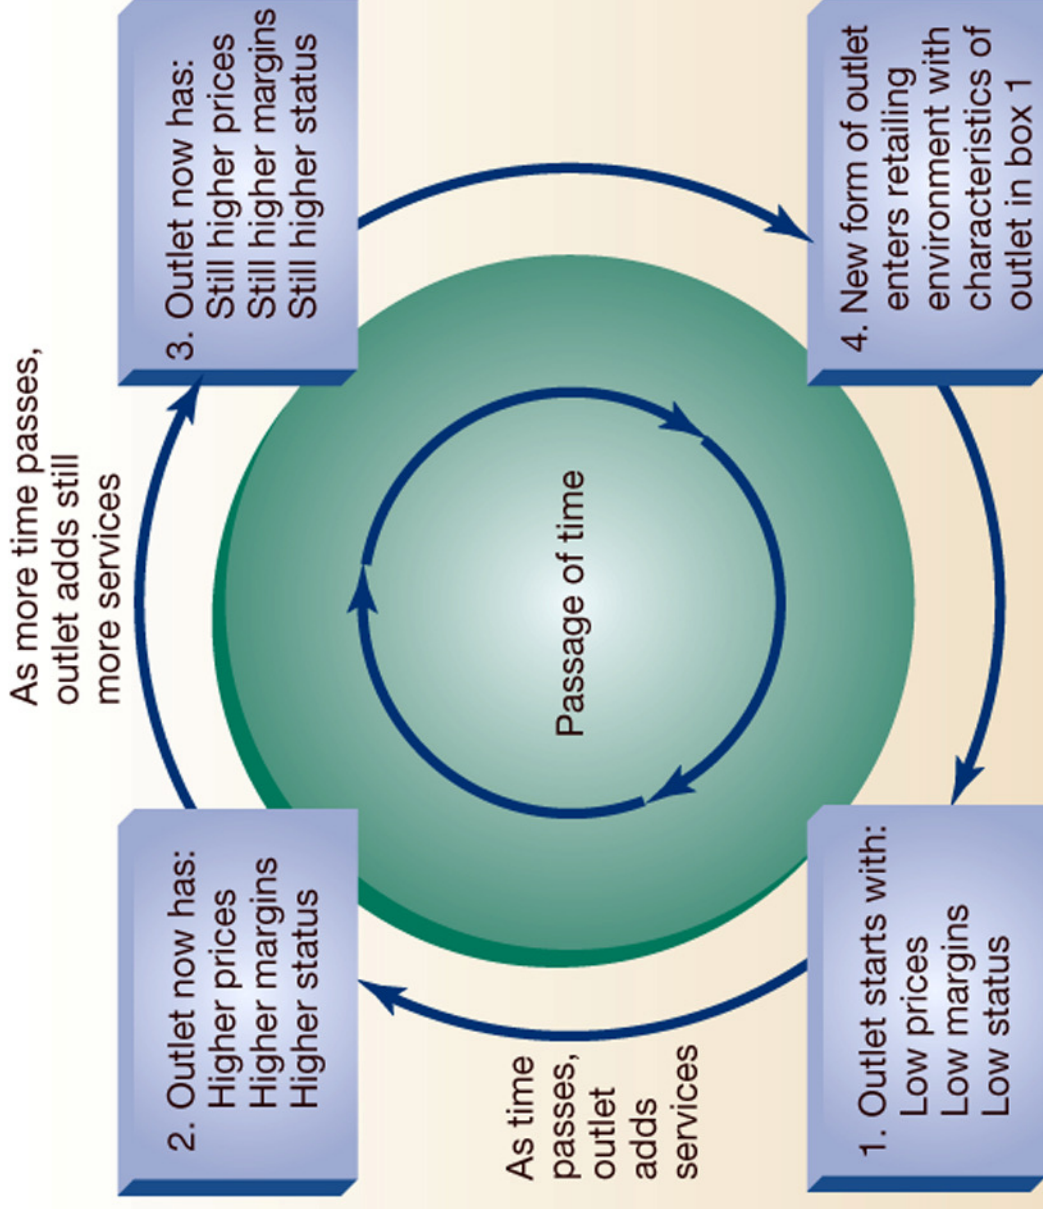 As more time passes,
outlet adds still
more services
2. Outlet now has:
Higher prices
Higher margins
Higher status
3. Outlet now has:
Still higher prices
Still higher margins
Still higher status
Passage of time
As time
passes,
outlet
adds
services
1. Outlet starts with:
Low prices
Low margins
Low status
4. New form of outlet
enters retailing
environment with
characteristics of
outlet in box 1